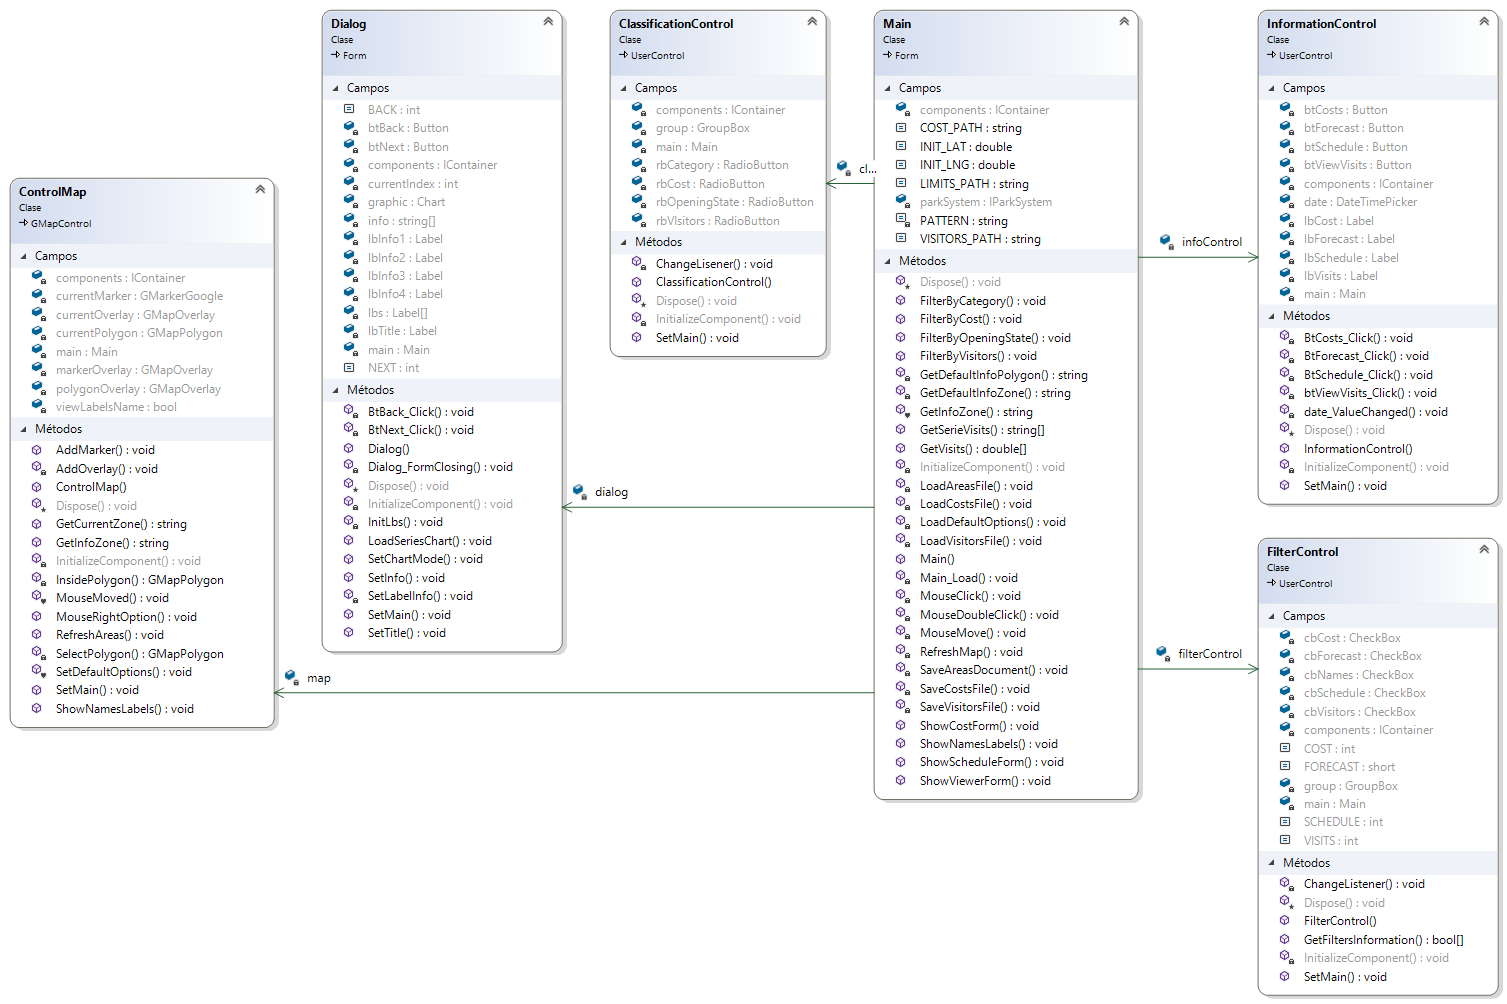 ControlMap
Clase
GMapControl
Campos
components : IContainer
currentMarker : GMarkerGoogle
currentOverlay : GMapOverlay
currentPolygon : GMapPolygon
main : Main
markerOverlay : GMapOverlay
polygonOverlay : GMapOverlay
viewLabelsName : bool
Métodos
AddMarker() : void
AddOverlay() : void
ControlMap()
Dispose() : void
GetCurrentZone() : string
GetInfoZone() : string
InitializeComponent() : void
InsidePolygon() : GMapPolygon
MouseMoved() : void
MouseRightOption() : void
RefreshAreas() : void
SelectPolygon() : GMapPolygon
SetDefaultOptions() : void
SetMain() : void
ShowNamesLabels() : void
Dialog
Clase
Form
Campos
BACK : int
btBack : Button
btNext : Button
components : IContainer
currentIndex : int
graphic : Chart
info : string[]
lbInfo1 : Label
lbInfo2 : Label
lbInfo3 : Label
lbInfo4 : Label
lbs : Label[]
lbTitle : Label
main : Main
NEXT : int
Métodos
BtBack_Click() : void
BtNext_Click() : void
Dialog()
Dialog_FormClosing() : void
Dispose() : void
InitializeComponent() : void
InitLbs() : void
LoadSeriesChart() : void
SetChartMode() : void
SetInfo() : void
SetLabelInfo() : void
SetMain() : void
SetTitle() : void
ClassificationControl
Clase
UserControl
Campos
components : IContainer
group : GroupBox
main : Main
rbCategory : RadioButton
rbCost : RadioButton
rbOpeningState : RadioButton
rbVIsitors : RadioButton
Métodos
ChangeLisener() : void
ClassificationControl()
Dispose() : void
InitializeComponent() : void
SetMain() : void
cl...
dialog
map
Main
Clase
Form
Campos
components : IContainer
COST_PATH : string
INIT_LAT : double
INIT_LNG : double
LIMITS_PATH : string
parkSystem : IParkSystem
PATTERN : string
VISITORS_PATH : string
Métodos
Dispose() : void
FilterByCategory() : void
FilterByCost() : void
FilterByOpeningState() : void
FilterByVisitors() : void
GetDefaultInfoPolygon() : string
GetDefaultInfoZone() : string
GetInfoZone() : string
GetSerieVisits() : string[]
GetVisits() : double[]
InitializeComponent() : void
LoadAreasFile() : void
LoadCostsFile() : void
LoadDefaultOptions() : void
LoadVisitorsFile() : void
Main()
Main_Load() : void
MouseClick() : void
MouseDoubleClick() : void
MouseMove() : void
RefreshMap() : void
SaveAreasDocument() : void
SaveCostsFile() : void
SaveVisitorsFile() : void
ShowCostForm() : void
ShowNamesLabels() : void
ShowScheduleForm() : void
ShowViewerForm() : void
infoControl
filterControl
InformationControl
Clase
UserControl
Campos
btCosts : Button
btForecast : Button
btSchedule : Button
btViewVisits : Button
components : IContainer
date : DateTimePicker
lbCost : Label
lbForecast : Label
lbSchedule : Label
lbVisits : Label
main : Main
Métodos
BtCosts_Click() : void
BtForecast_Click() : void
BtSchedule_Click() : void
btViewVisits_Click() : void
date_ValueChanged() : void
Dispose() : void
InformationControl()
InitializeComponent() : void
SetMain() : void
FilterControl
Clase
UserControl
Campos
cbCost : CheckBox
cbForecast : CheckBox
cbNames : CheckBox
cbSchedule : CheckBox
cbVisitors : CheckBox
components : IContainer
COST : int
FORECAST : short
group : GroupBox
main : Main
SCHEDULE : int
VISITS : int
Métodos
ChangeListener() : void
Dispose() : void
FilterControl()
GetFiltersInformation() : bool[]
InitializeComponent() : void
SetMain() : void